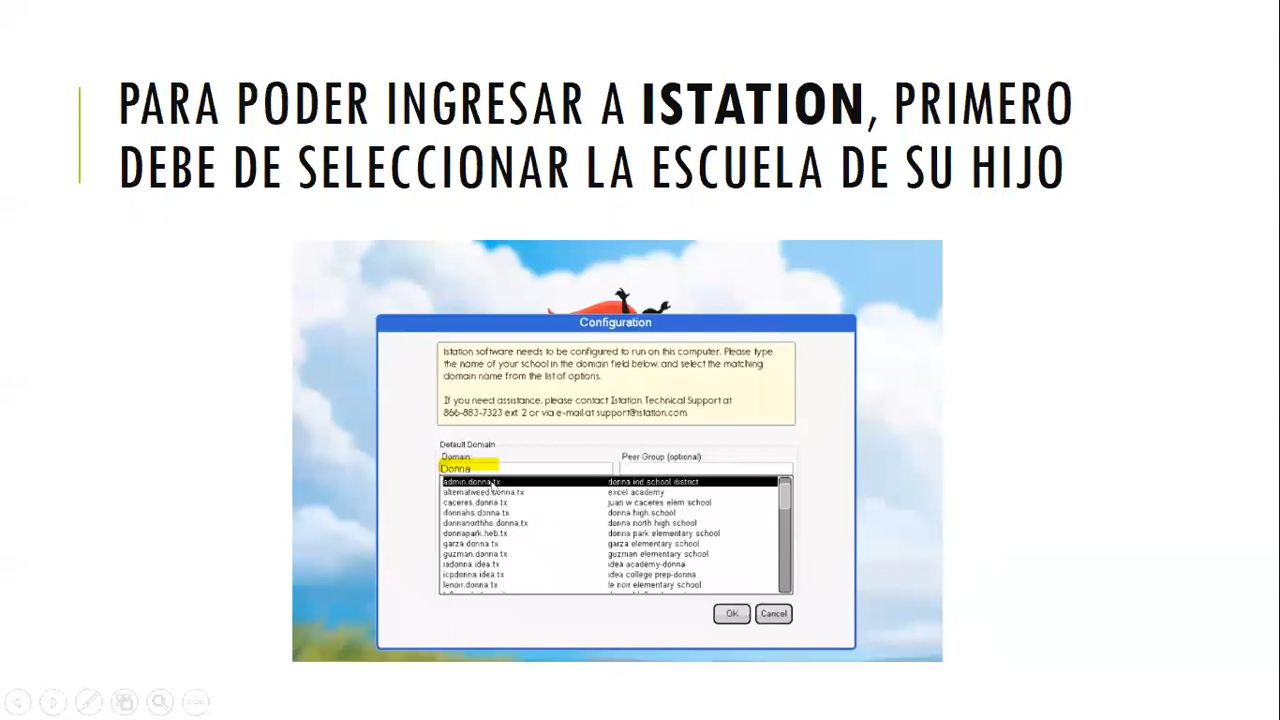 PARA PODER INGRESAR A ISTATION, PRIMERO
DEBE DE SELECCIONAR LA ESCUELA DE SU HIJO
Configuration
Istation software needs to be configured to run on this computer. Please type
the name of your school in the domain field below, and select the matching
domain name from the list of options.
If you need assistance, please contact Istation Technical Support at
866-883-7323 ext. 2 or via e-mail at support@istation.com
Default Domain
Domain: Peer Group (optional):
Donna
admin.donna.tx donna ind school district
alternativeed.donna.tx excel academy
caceres.donna.tx juan w caceres elem school
donnahs.donna.tx donna high school
donnanorthhs.donna.tx donna north high school
donnapark.heb.tx donna park elementary school
garza.donna.tx garza elementary school
guzman.donna.tx guzman elementary school
iadonna.idea.tx idea academy-donna
icpdonna.idea.tx idea college prep-donna
lenoir.donna.tx le noir elementary school
OK Cancel